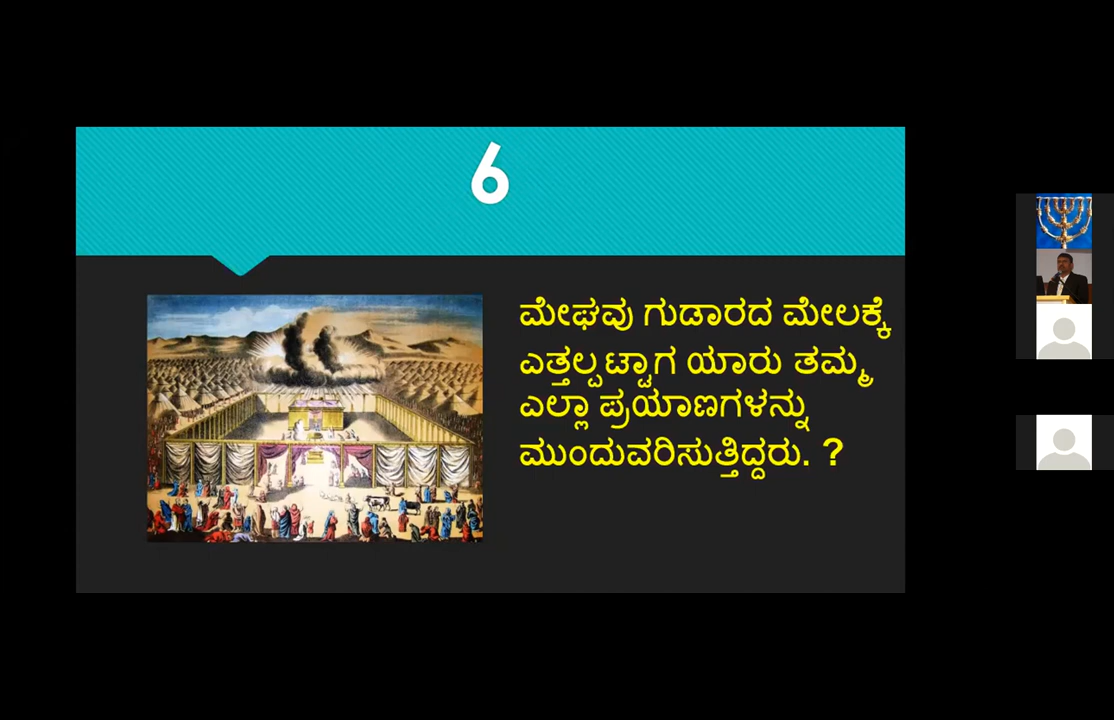 6
ಮೇಘವು ಗುಡಾರದ ಮೇಲಕ್ಕೆ
ಎತ್ತಲ್ಪಟ್ಟಾಗ ಯಾರು ತಮ್ಮ
ಎಲ್ಲಾ ಪ್ರಯಾಣಗಳನ್ನು
ಮುಂದುವರಿಸುತ್ತಿದ್ದರು. ?